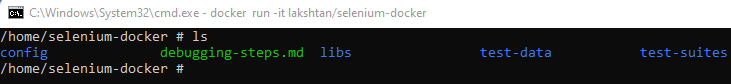 C:\Windows\System32\cmd.exe - docker run -it lakshtan/selenium-docker
/home/selenium-docker # ls
config debugging-steps.md libs test-data test-suites
/home/selenium-docker #